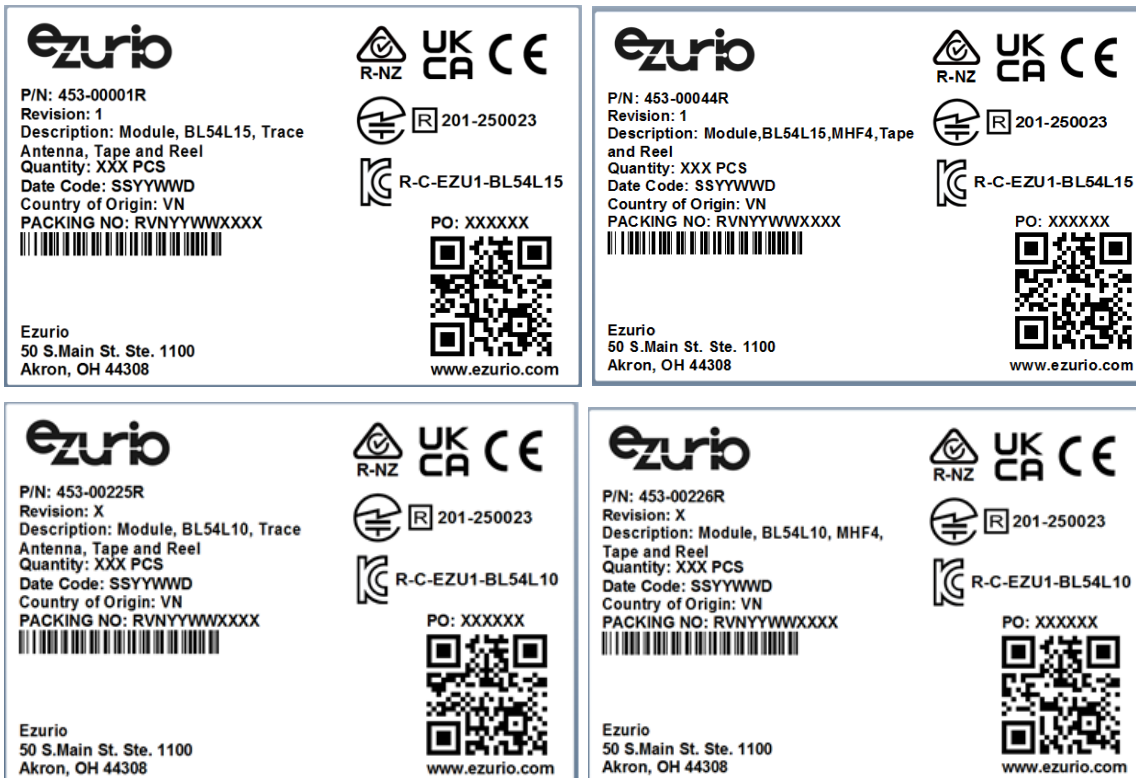 ezurio
P/N: 453-00001R
Revision: 1
Description: Module, BL54L15, Trace
Antenna, Tape and Reel
Quantity: XXX PCS
Date Code: SSYYWWD
Country of Origin: VN
PACKING NO: RVNYYWWXXXX
Ezurio
50 S.Main St. Ste. 1100
Akron, OH 44308
R-NZ
UK
CA
CE
R 201-250023
R-C-EZU1-BL54L15
PO: XXXXXX
www.ezurio.com
ezurio
P/N: 453-00044R
Revision: 1
Description: Module,BL54L15,MHF4,Tape
and Reel
Quantity: XXX PCS
Date Code: SSYYWWD
Country of Origin: VN
PACKING NO: RVNYYWWXXXX
Ezurio
50 S.Main St. Ste. 1100
Akron, OH 44308
R-NZ
UK
CA
CE
R 201-250023
R-C-EZU1-BL54L15
PO: XXXXXX
www.ezurio.com
ezurio
P/N: 453-00225R
Revision: X
Description: Module, BL54L10, Trace
Antenna, Tape and Reel
Quantity: XXX PCS
Date Code: SSYYWWD
Country of Origin: VN
PACKING NO: RVNYYWWXXXX
Ezurio
50 S.Main St. Ste. 1100
Akron, OH 44308
R-NZ
UK
CA
CE
R 201-250023
R-C-EZU1-BL54L10
PO: XXXXXX
www.ezurio.com
ezurio
P/N: 453-00226R
Revision: X
Description: Module, BL54L10, MHF4,
Tape and Reel
Quantity: XXX PCS
Date Code: SSYYWWD
Country of Origin: VN
PACKING NO: RVNYYWWXXXX
Ezurio
50 S.Main St. Ste. 1100
Akron, OH 44308
R-NZ
UK
CA
CE
R 201-250023
R-C-EZU1-BL54L10
PO: XXXXXX
www.ezurio.com